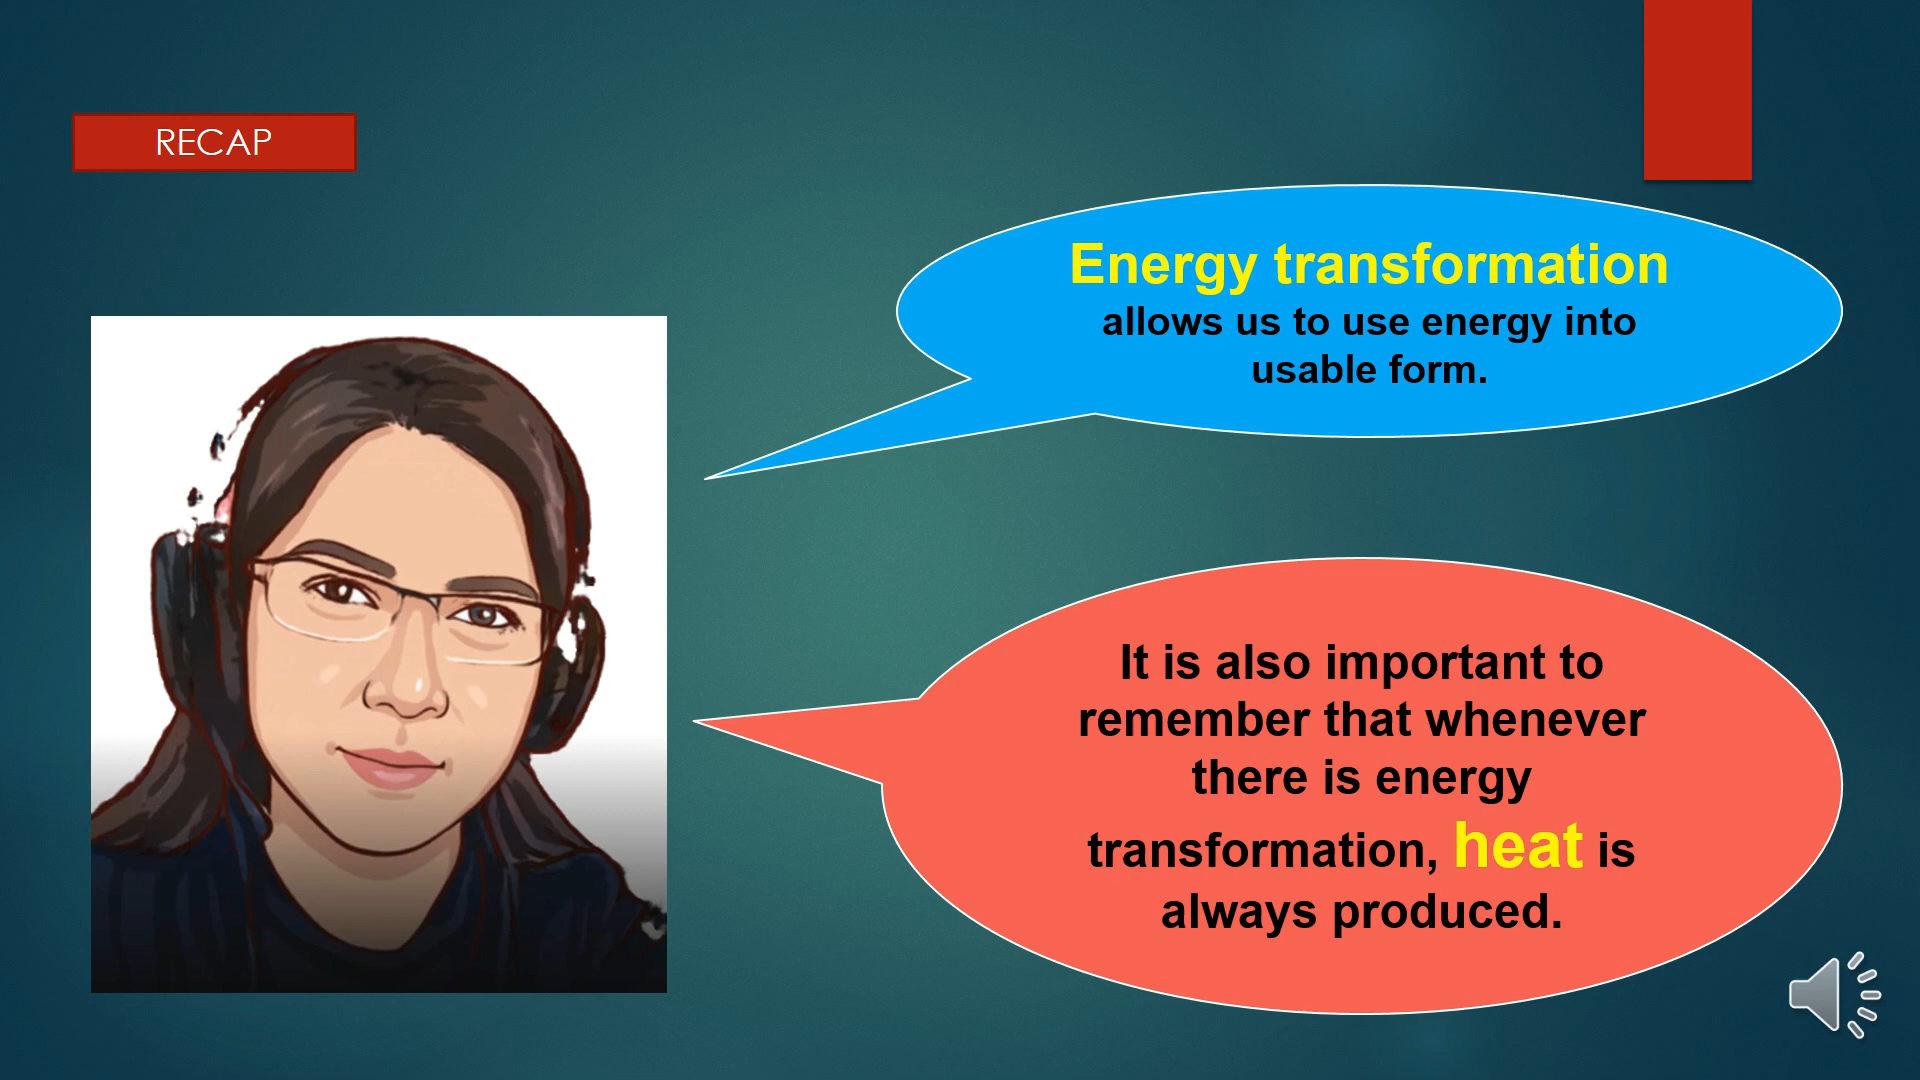 RECAP
Energy transformation
allows us to use energy into
usable form.
It is also important to
remember that whenever
there is energy
transformation, heat is
always produced.